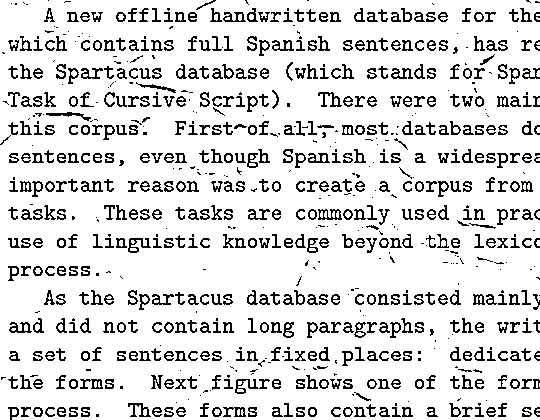 A new offline handwritten database for the
which contains full Spanish sentences, has re
the Spartacus database (which stands for Span
Task of Cursive Script). There were two main
this corpus. First of all, most databases do
sentences, even though Spanish is a widesprea
important reason was to create a corpus from
tasks. These tasks are commonly used in prac
use of linguistic knowledge beyond the lexico
process.
As the Spartacus database consisted mainly
and did not contain long paragraphs, the writ
a set of sentences in fixed places: dedicate
the forms. Next figure shows one of the form
process. These forms also contain a brief se